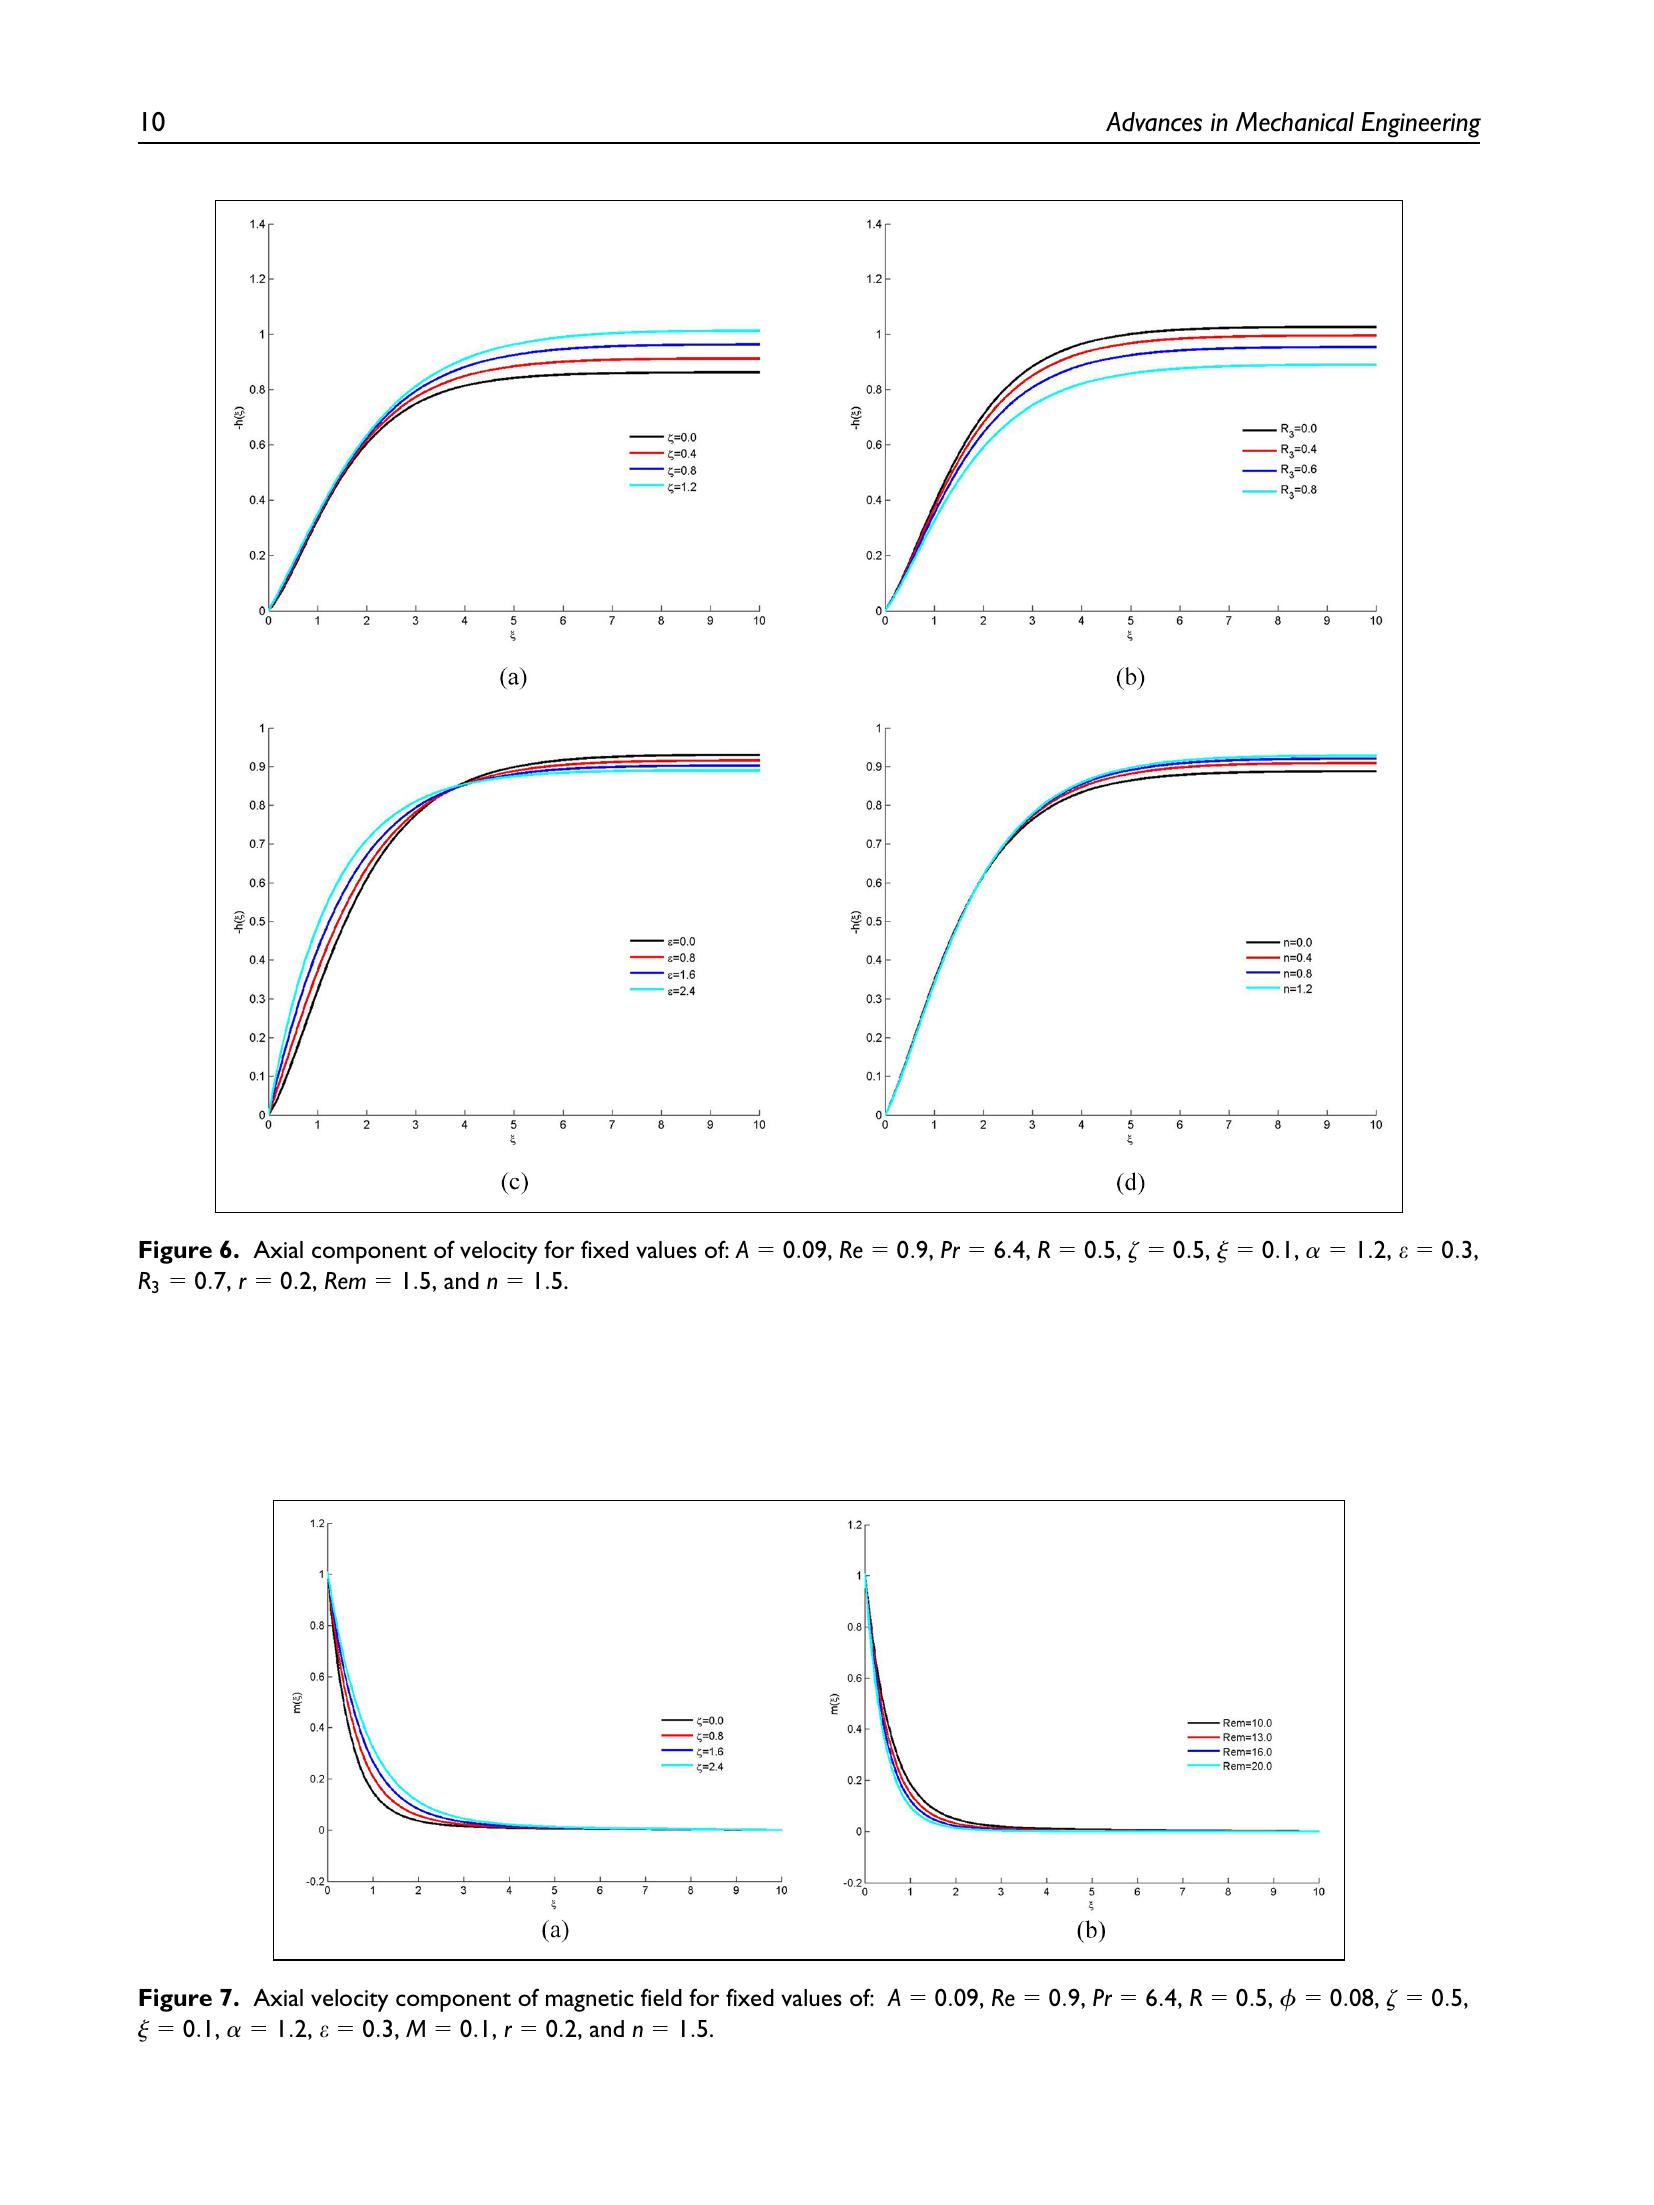 10
Advances in Mechanical Engineering
1.4
1.2
1
0.8
0.6
0.4
0.2
0
-h(ξ)
0 1 2 3 4 5 6 7 8 9 10
ξ
ζ=0.0
ζ=0.4
ζ=0.8
ζ=1.2
(a)
1.4
1.2
1
0.8
0.6
0.4
0.2
0
-h(ξ)
0 1 2 3 4 5 6 7 8 9 10
ξ
R3=0.0
R3=0.4
R3=0.6
R3=0.8
(b)
1
0.9
0.8
0.7
0.6
0.5
0.4
0.3
0.2
0.1
0
-h(ξ)
0 1 2 3 4 5 6 7 8 9 10
ξ
ε=0.0
ε=0.8
ε=1.6
ε=2.4
(c)
1
0.9
0.8
0.7
0.6
0.5
0.4
0.3
0.2
0.1
0
-h(ξ)
0 1 2 3 4 5 6 7 8 9 10
ξ
n=0.0
n=0.4
n=0.8
n=1.2
(d)
Figure 6. Axial component of velocity for fixed values of: A = 0.09, Re = 0.9, Pr = 6.4, R = 0.5, ζ = 0.5, ξ = 0.1, α = 1.2, ε = 0.3,
R3 = 0.7, r = 0.2, Rem = 1.5, and n = 1.5.
1.2
1
0.8
0.6
0.4
0.2
0
-0.2
m(ξ)
0 1 2 3 4 5 6 7 8 9 10
ξ
ζ=0.0
ζ=0.8
ζ=1.6
ζ=2.4
(a)
1.2
1
0.8
0.6
0.4
0.2
0
-0.2
m(ξ)
0 1 2 3 4 5 6 7 8 9 10
ξ
Rem=10.0
Rem=13.0
Rem=16.0
Rem=20.0
(b)
Figure 7. Axial velocity component of magnetic field for fixed values of: A = 0.09, Re = 0.9, Pr = 6.4, R = 0.5, ϕ = 0.08, ζ = 0.5,
ξ = 0.1, α = 1.2, ε = 0.3, M = 0.1, r = 0.2, and n = 1.5.